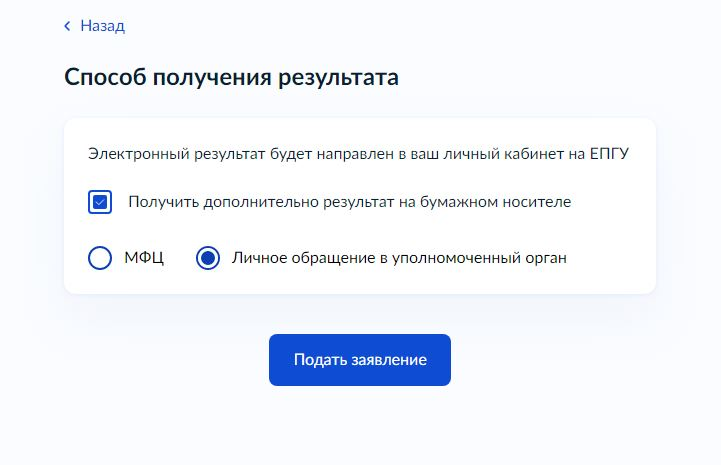 Назад
Способ получения результата
Электронный результат будет направлен в ваш личный кабинет на ЕПГУ
Получить дополнительно результат на бумажном носителе
МФЦ Личное обращение в уполномоченный орган
Подать заявление